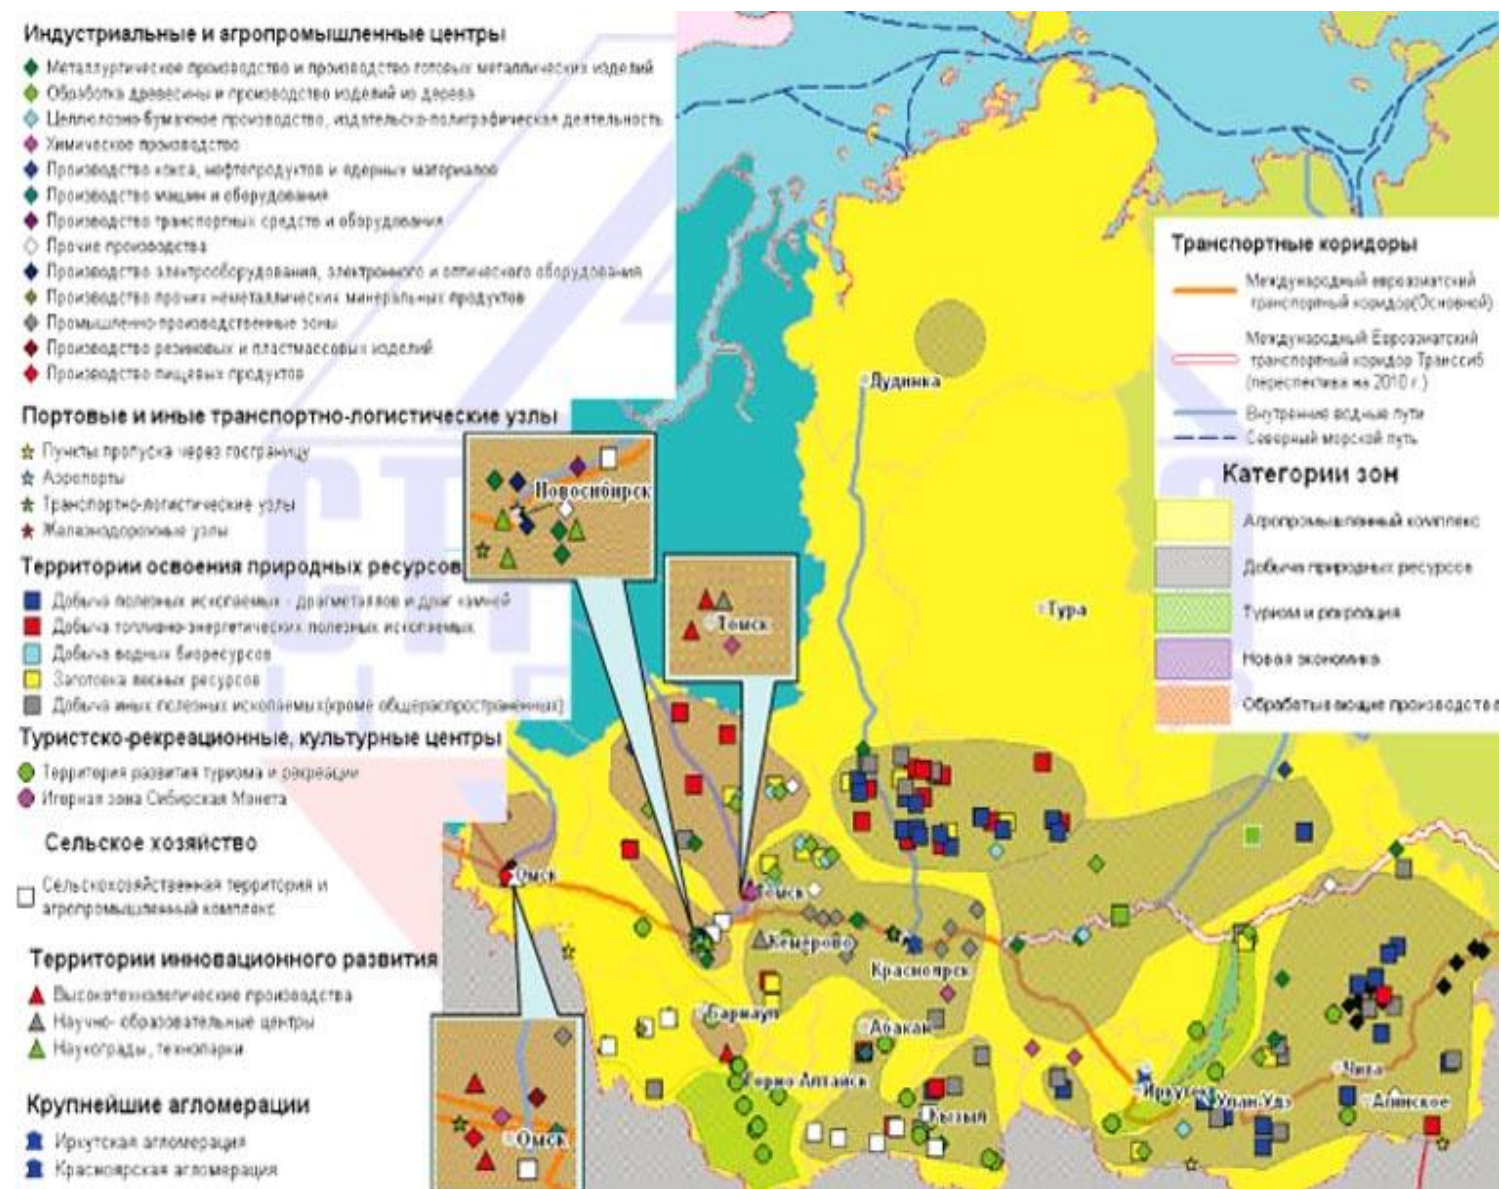 Индустриальные и агропромышленные центры
Металлургическое производство и производство готовых металлических изделий
Обработка древесины и производство изделий из дерева
Целлюлозно-бумажное производство, издательско-полиграфическая деятельность
Химическое производство
Производство кокса, нефтепродуктов и ядерных материалов
Производство машин и оборудования
Производство транспортных средств и оборудования
Прочие производства
Производство электрооборудования, электронного и оптического оборудования
Производство прочих неметаллических минеральных продуктов
Промышленно-производственные зоны
Производство резиновых и пластмассовых изделий
Производство пищевых продуктов
Портовые и иные транспортно-логистические узлы
Пункты пропуска через госграницу
Аэропорты
Транспортно-логистические узлы
Железнодорожные узлы
Территории освоения природных ресурсов
Добыча полезных ископаемых - драгметаллов и драг камней
Добыча топливно-энергетических полезных ископаемых
Добыча водных биоресурсов
Заготовка лесных ресурсов
Добыча иных полезных ископаемых(кроме общераспространенных)
Туристско-рекреационные, культурные центры
Территория развития туризма и рекреации
Игорная зона Сибирская Монета
Сельское хозяйство
Сельскохозяйственная территория и
агропромышленный комплекс
Территории инновационного развития
Высокотехнологические производства
Научно- образовательные центры
Наукограды, технопарки
Крупнейшие агломерации
Иркутская агломерация
Красноярская агломерация
Транспортные коридоры
Международный евроазиатский
транспортный коридор(Основной)
Международный Евроазиатский
транспортный коридор Транссиб
(перспектива на 2010 г.)
Внутренние водные пути
Северный морской путь
Категории зон
Агропромышленный комплекс
Добыча природных ресурсов
Туризм и рекреация
Новая экономика
Обрабатывающие производства
Дудинка
Тура
Новосибирск
Томск
Омск
Томск
Кемерово
Красноярск
Барнаул
Абакан
Горно-Алтайск
Кызыл
Иркутск
Улан-Удэ
Чита
Агинское
Омск